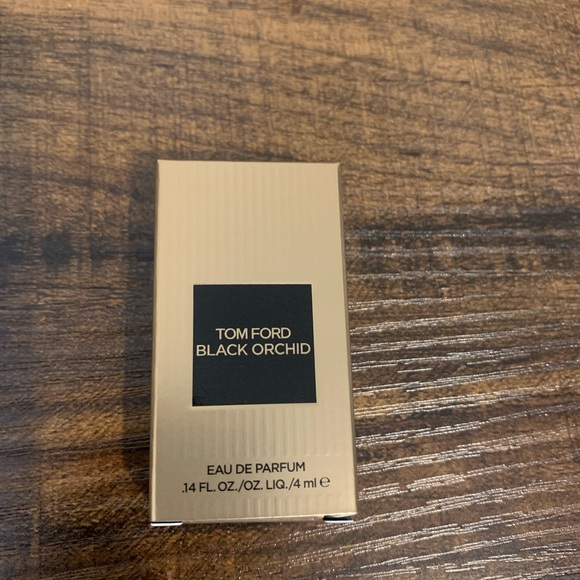 TOM FORD
BLACK ORCHID
EAU DE PARFUM
.14 FL. OZ./OZ. LIQ./4 ml ℮